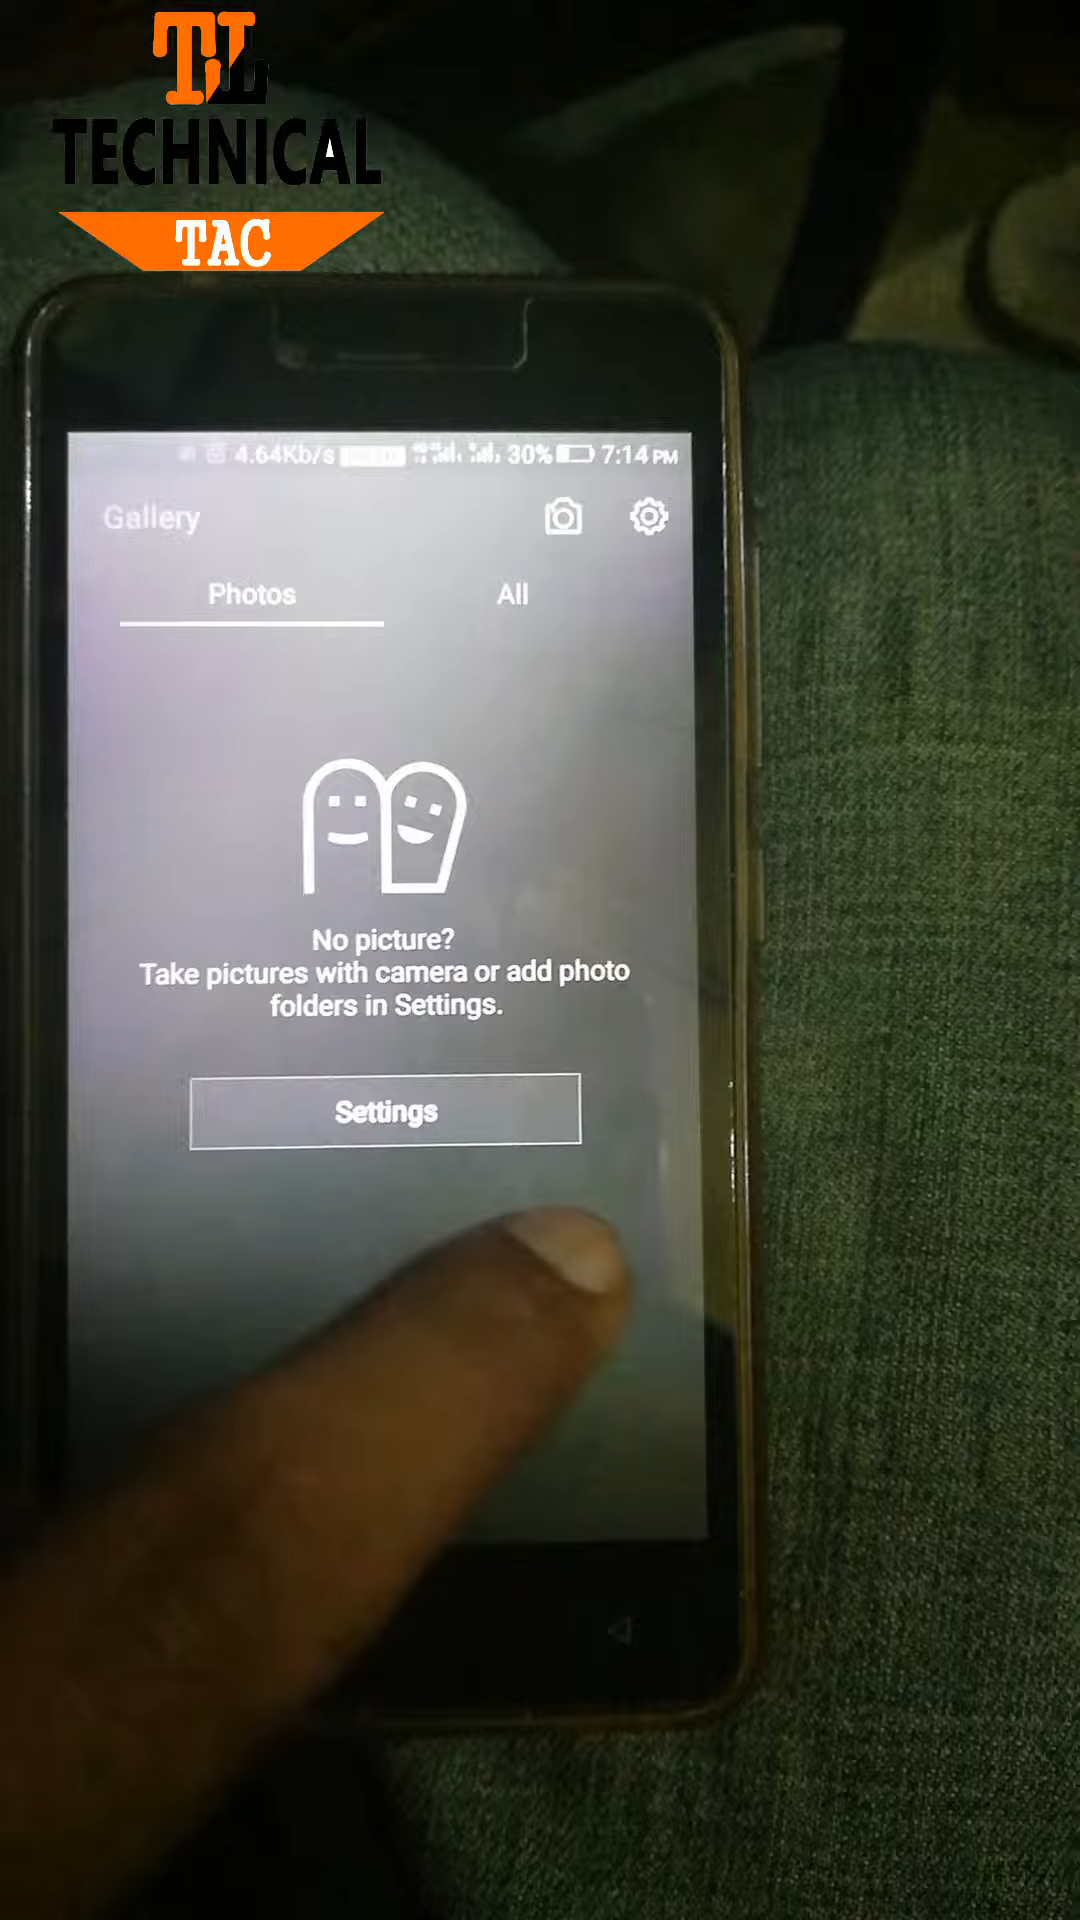 TL
TECHNICAL
TAC
4.64Kb/s 30% 7:14 PM
Gallery
Photos All
No picture?
Take pictures with camera or add photo
folders in Settings.
Settings